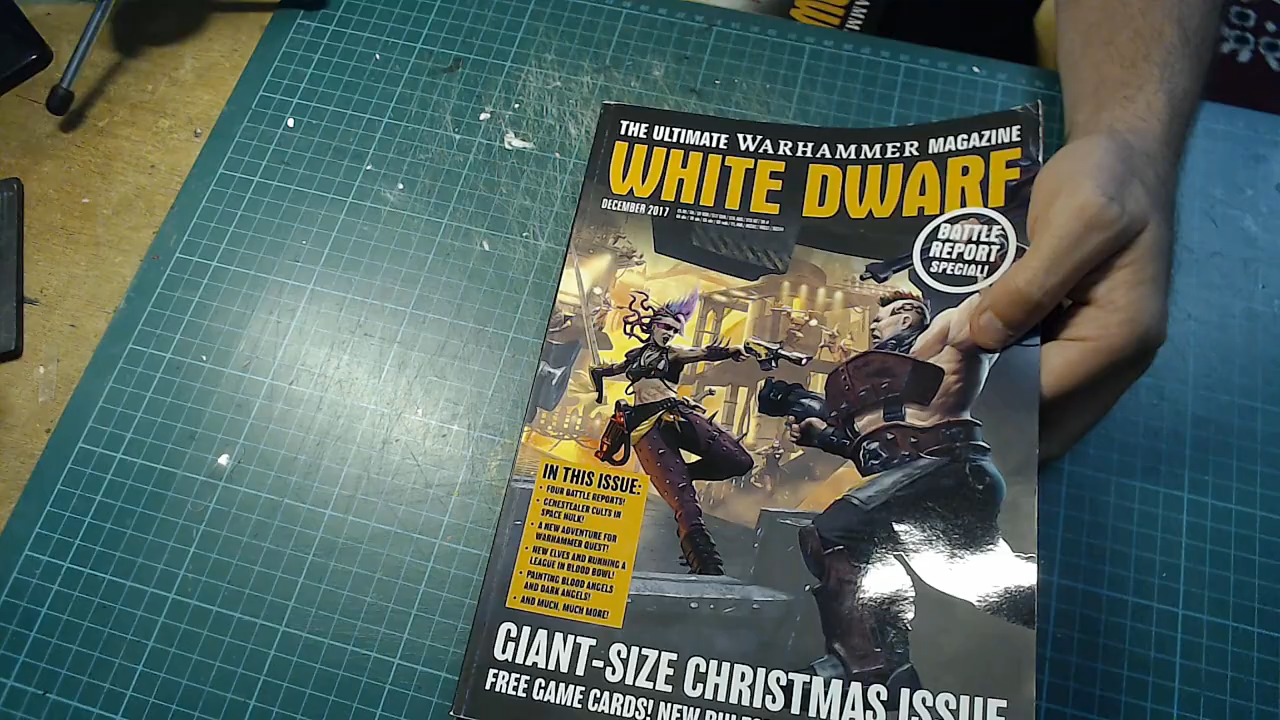 THE ULTIMATE WARHAMMER MAGAZINE
WHITE DWARF
DECEMBER 2017
BATTLE
REPORT
SPECIAL!
IN THIS ISSUE:
• FOUR BATTLE REPORTS!
• GENESTEALER CULTS IN
SPACE HULK!
• A NEW ADVENTURE FOR
WARHAMMER QUEST!
• NEW ELVES AND RUNNING A
LEAGUE IN BLOOD BOWL!
• PAINTING BLOOD ANGELS
AND DARK ANGELS!
• AND MUCH, MUCH MORE!
GIANT-SIZE CHRISTMAS ISSUE
FREE GAME CARDS! NEW